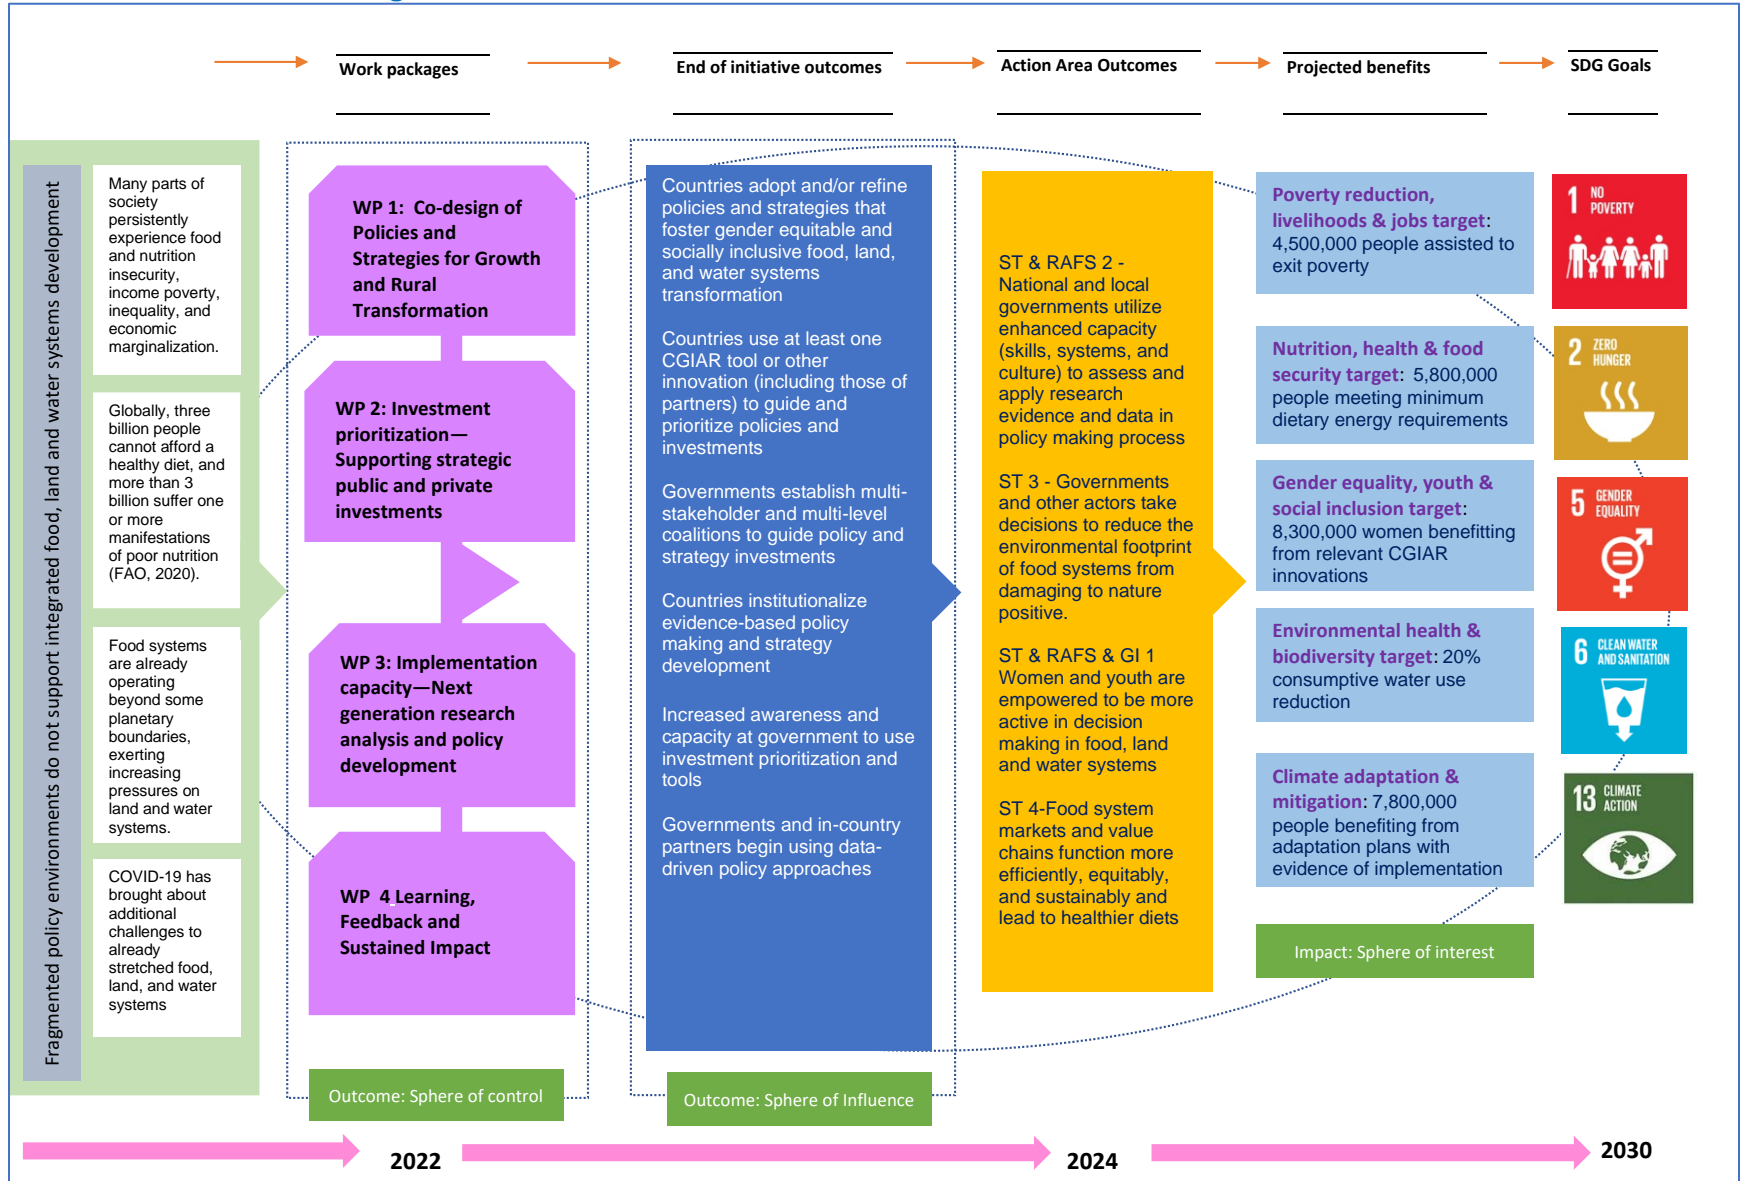 Work packages
End of initiative outcomes
Action Area Outcomes
Projected benefits
SDG Goals
Fragmented policy environments do not support integrated food, land and water systems development
Many parts of
society
persistently
experience food
and nutrition
insecurity,
income poverty,
inequality, and
economic
marginalization.
Globally, three
billion people
cannot afford a
healthy diet, and
more than 3
billion suffer one
or more
manifestations
of poor nutrition
(FAO, 2020).
Food systems
are already
operating
beyond some
planetary
boundaries,
exerting
increasing
pressures on
land and water
systems.
COVID-19 has
brought about
additional
challenges to
already
stretched food,
land, and water
systems
WP 1: Co-design of
Policies and
Strategies for Growth
and Rural
Transformation
WP 2: Investment
prioritization—
Supporting strategic
public and private
investments
WP 3: Implementation
capacity—Next
generation research
analysis and policy
development
WP 4 Learning,
Feedback and
Sustained Impact
Outcome: Sphere of control
Countries adopt and/or refine
policies and strategies that
foster gender equitable and
socially inclusive food, land,
and water systems
transformation
Countries use at least one
CGIAR tool or other
innovation (including those of
partners) to guide and
prioritize policies and
investments
Governments establish multi-
stakeholder and multi-level
coalitions to guide policy and
strategy investments
Countries institutionalize
evidence-based policy
making and strategy
development
Increased awareness and
capacity at government to use
investment prioritization and
tools
Governments and in-country
partners begin using data-
driven policy approaches
Outcome: Sphere of Influence
ST & RAFS 2 -
National and local
governments utilize
enhanced capacity
(skills, systems, and
culture) to assess and
apply research
evidence and data in
policy making process
ST 3 - Governments
and other actors take
decisions to reduce the
environmental footprint
of food systems from
damaging to nature
positive.
ST & RAFS & GI 1
Women and youth are
empowered to be more
active in decision
making in food, land
and water systems
ST 4-Food system
markets and value
chains function more
efficiently, equitably,
and sustainably and
lead to healthier diets
Poverty reduction,
livelihoods & jobs target:
4,500,000 people assisted to
exit poverty
Nutrition, health & food
security target: 5,800,000
people meeting minimum
dietary energy requirements
Gender equality, youth &
social inclusion target:
8,300,000 women benefitting
from relevant CGIAR
innovations
Environmental health &
biodiversity target: 20%
consumptive water use
reduction
Climate adaptation &
mitigation: 7,800,000
people benefiting from
adaptation plans with
evidence of implementation
Impact: Sphere of interest
1 NO
POVERTY
2 ZERO
HUNGER
5 GENDER
EQUALITY
6 CLEAN WATER
AND SANITATION
13 CLIMATE
ACTION
2022
2024
2030